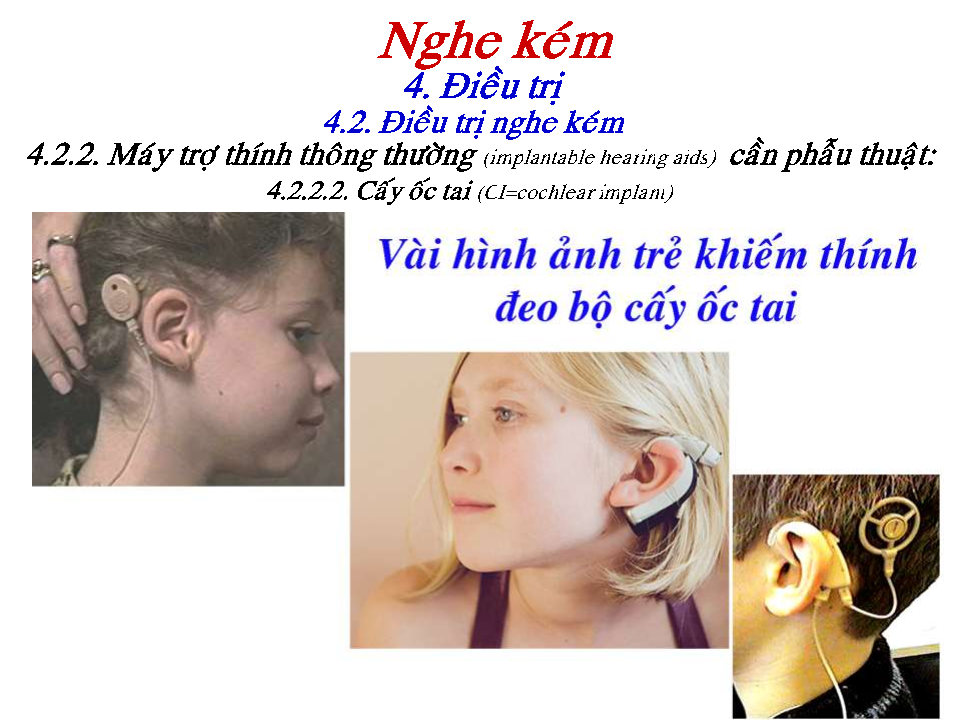 Nghe kém
4. Điều trị
4.2. Điều trị nghe kém
4.2.2. Máy trợ thính thông thường (implantable hearing aids) cần phẫu thuật:
4.2.2.2. Cấy ốc tai (CI=cochlear implant)
Vài hình ảnh trẻ khiếm thính
đeo bộ cấy ốc tai